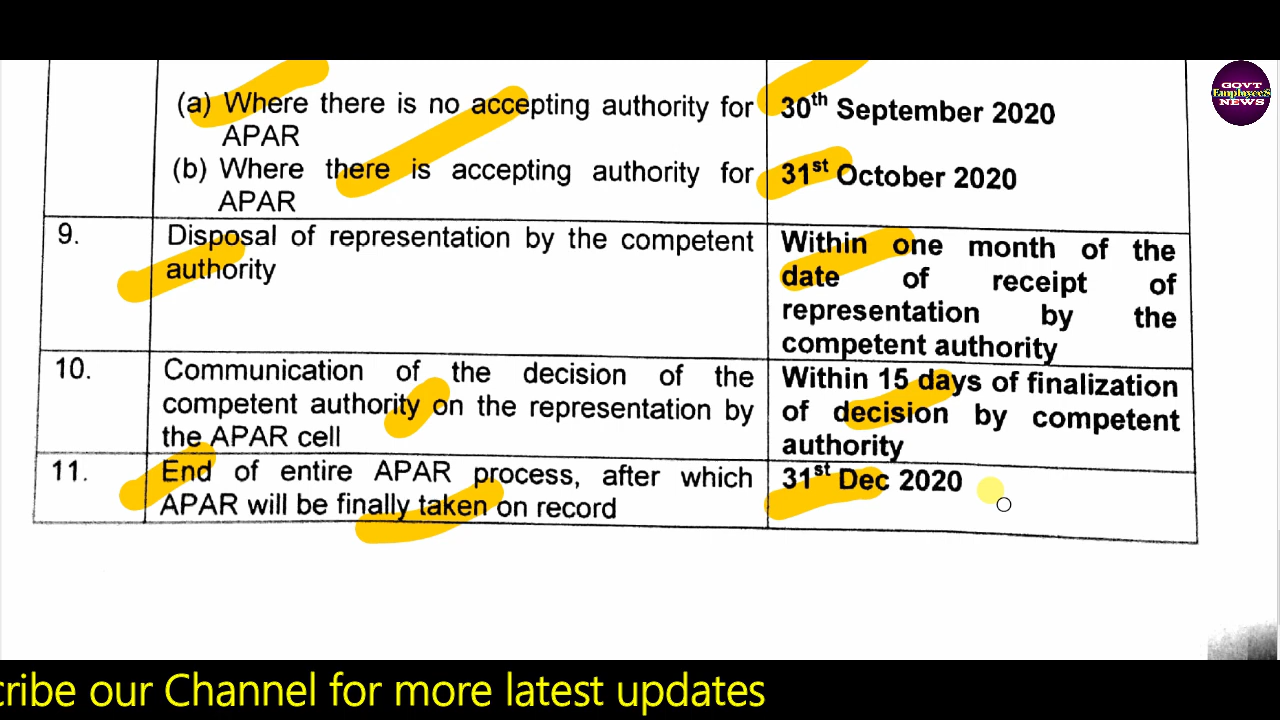 GOVT
EmployeeS
NEWS
(a) Where there is no accepting authority for
APAR
30th September 2020
(b) Where there is accepting authority for
APAR
31st October 2020
9.
Disposal of representation by the competent
authority
Within one month of the
date of receipt of
representation by the
competent authority
10.
Communication of the decision of the
competent authority on the representation by
the APAR cell
Within 15 days of finalization
of decision by competent
authority
11.
End of entire APAR process, after which
APAR will be finally taken on record
31st Dec 2020
cribe our Channel for more latest updates